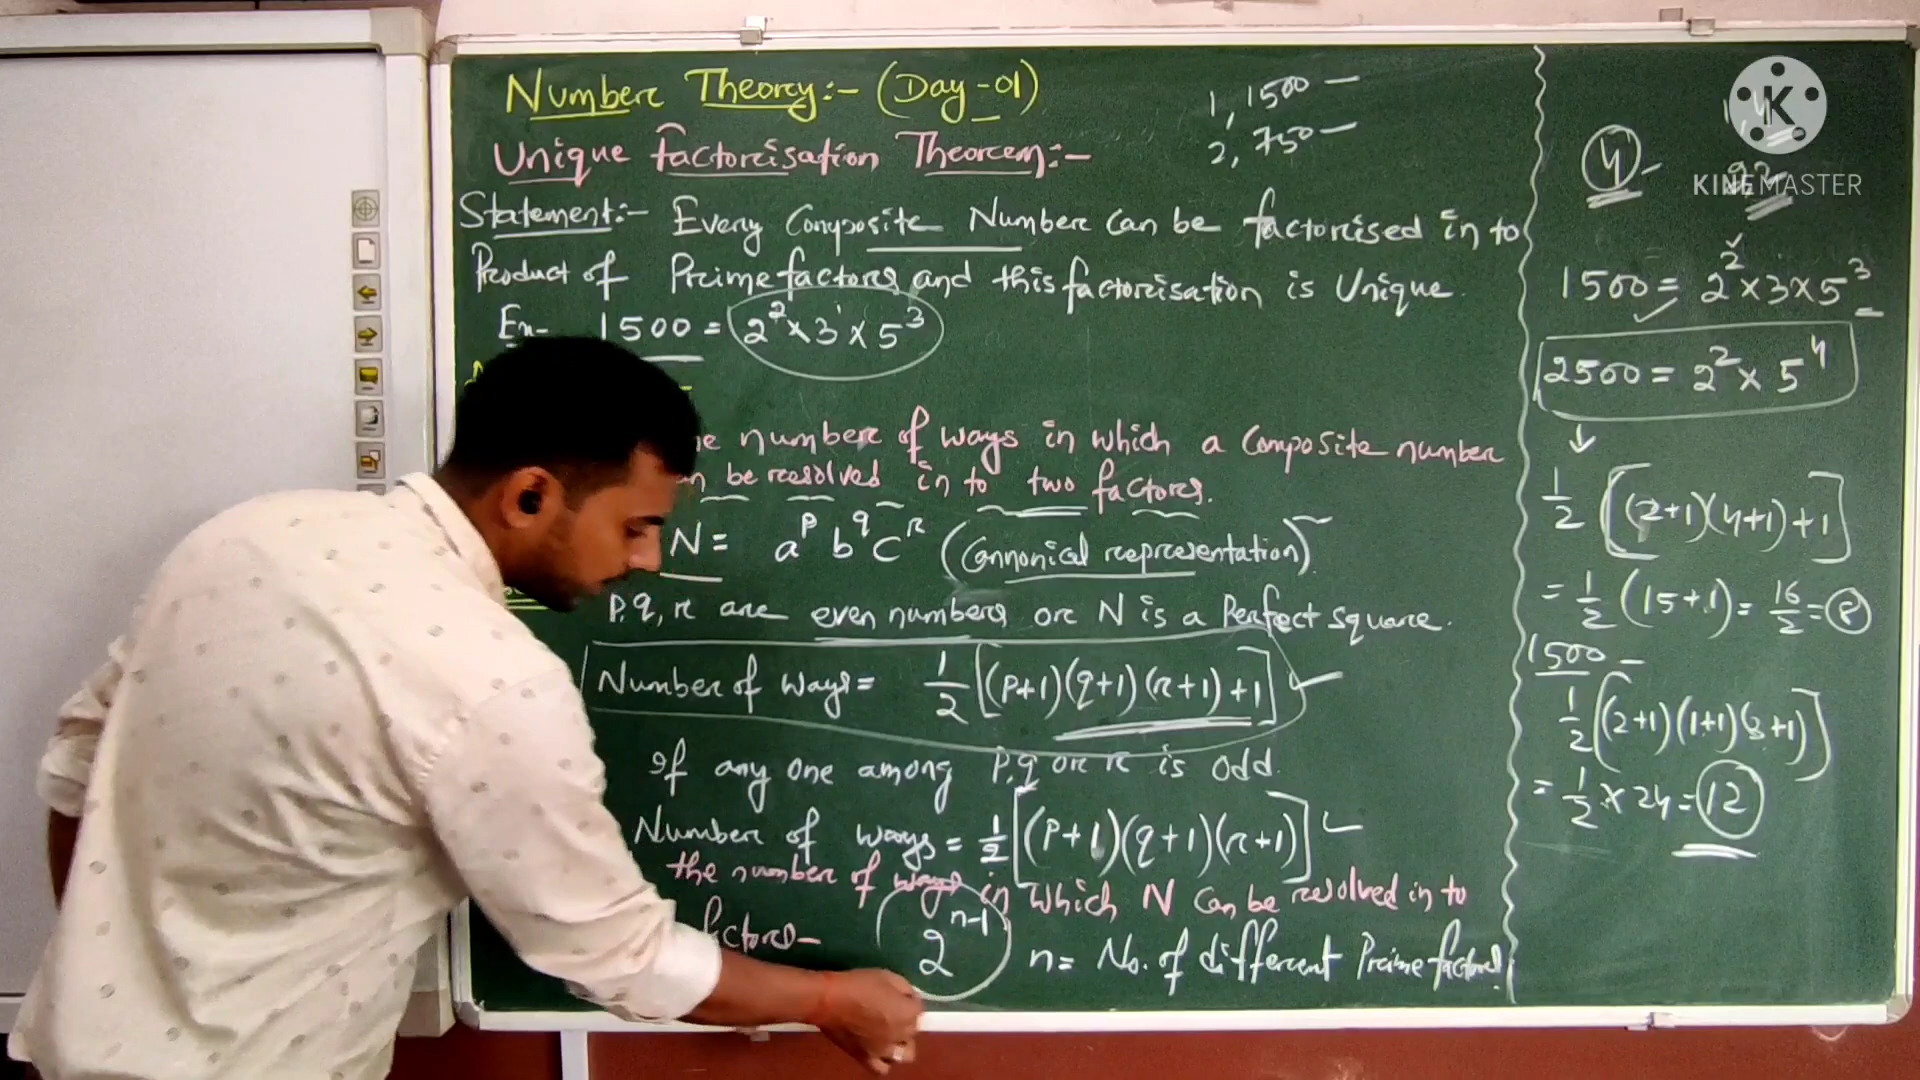 Number Theory:- (Day-01)
1, 1500 —
2, 750 —
Unique factorisation Theorem:-
Statement:- Every Composite Number can be factorised in to
Product of Prime factors and this factorisation is Unique.
Ex- 1500 = 2² × 3¹ × 5³
number of ways in which a Composite number
be resolved in to two factors.
N = a^p b^q c^r (Cannonical representation)
P, q, r are even numbers or N is a Perfect square.
Number of ways = 1/2 [(p+1)(q+1)(r+1)+1]
If any one among P, q or r is odd.
Number of ways = 1/2 [(p+1)(q+1)(r+1)]
the number of ways in which N can be resolved in to
2^(n-1) n = No. of different Prime factors.
4
KINEMASTER
1500 = 2² × 3 × 5³
2500 = 2² × 5⁴
1/2 [(2+1)(4+1)+1]
= 1/2 (15+1) = 16/2 = 8
1500 —
1/2 [(2+1)(1+1)(3+1)]
= 1/2 × 24 = 12